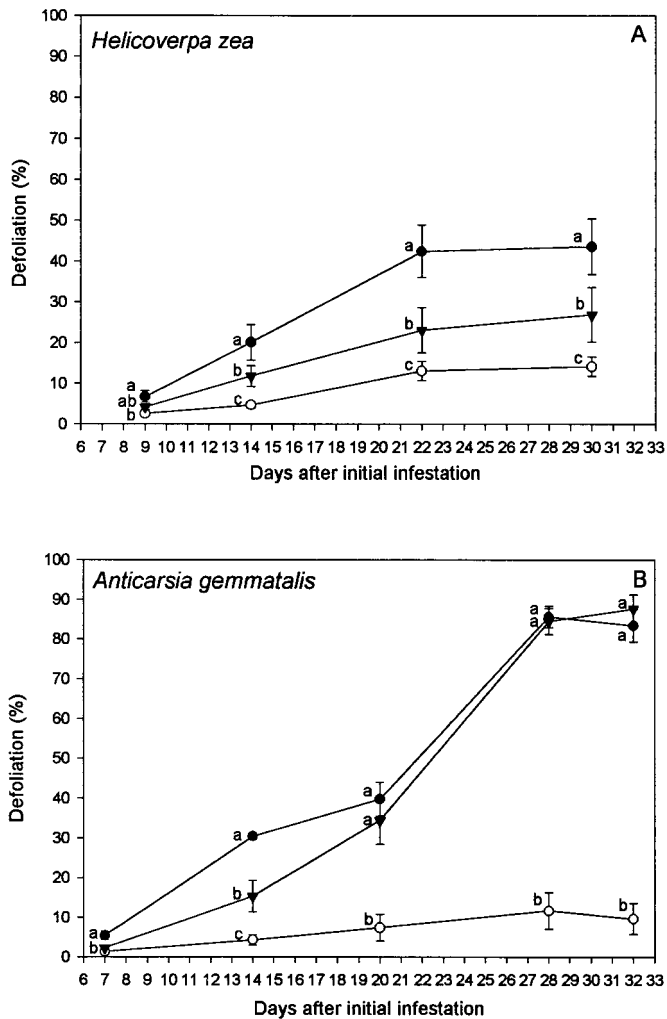 Helicoverpa zea
A
100
90
80
70
60
50
40
30
20
10
0
Defoliation (%)
a
ab
b
a
b
c
a
b
c
a
b
c
6 7 8 9 10 11 12 13 14 15 16 17 18 19 20 21 22 23 24 25 26 27 28 29 30 31 32 33
Days after initial infestation
Anticarsia gemmatalis
B
100
90
80
70
60
50
40
30
20
10
0
Defoliation (%)
a
b
a
b
c
a
a
b
a
a
b
a
a
b
6 7 8 9 10 11 12 13 14 15 16 17 18 19 20 21 22 23 24 25 26 27 28 29 30 31 32 33
Days after initial infestation